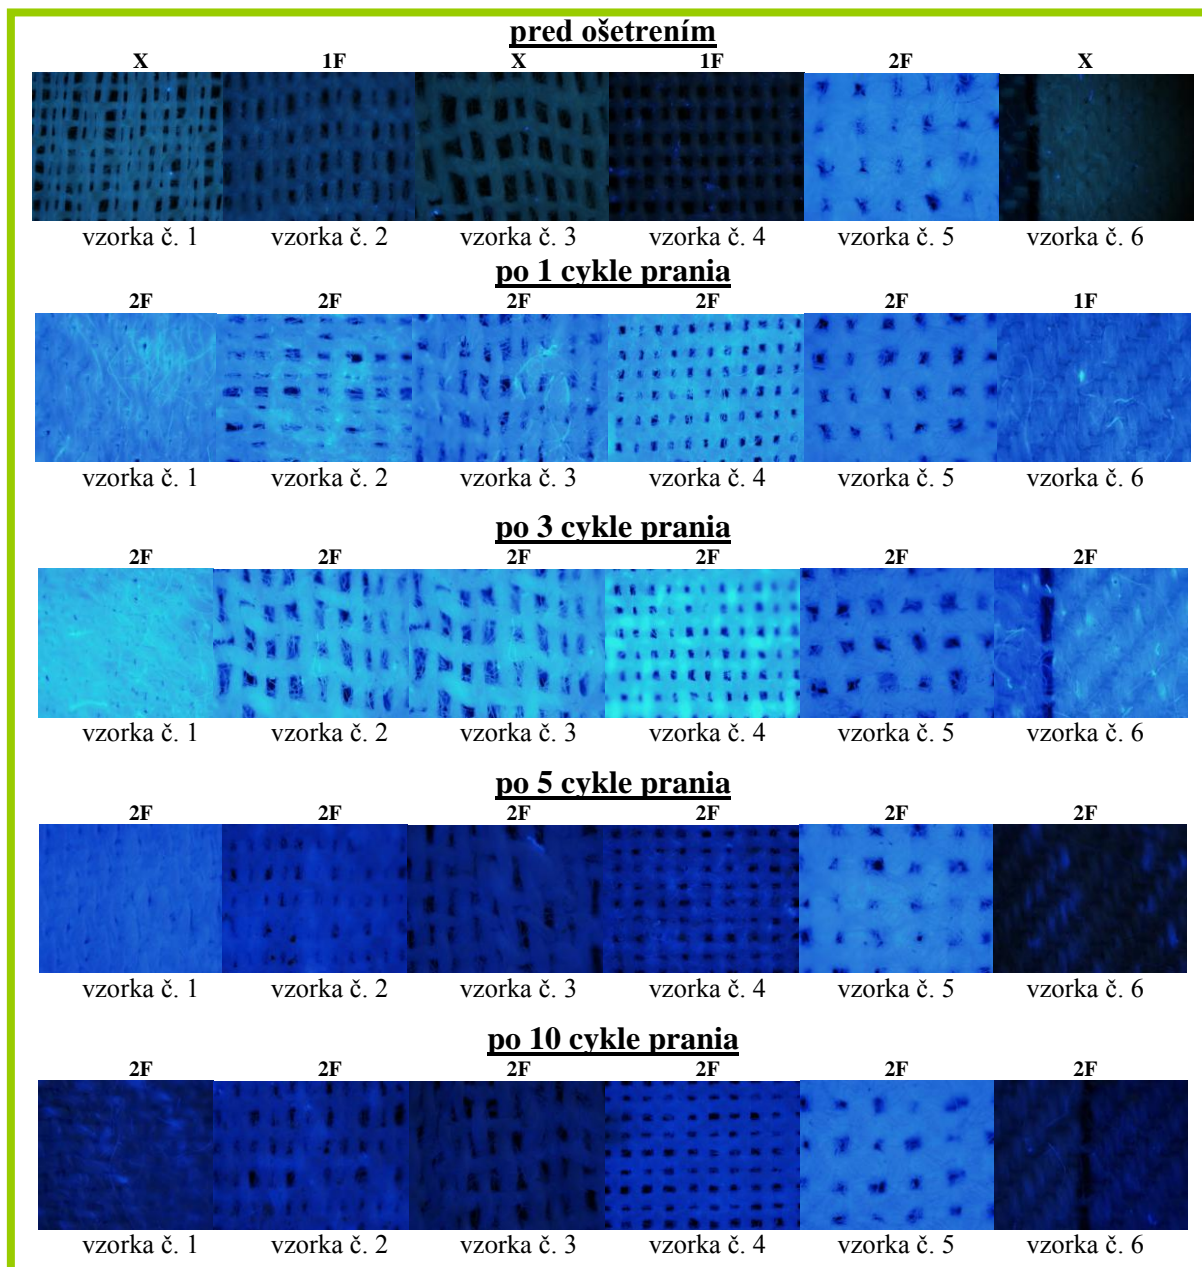 pred ošetrením
X 1F X 1F 2F X
vzorka č. 1 vzorka č. 2 vzorka č. 3 vzorka č. 4 vzorka č. 5 vzorka č. 6
po 1 cykle prania
2F 2F 2F 2F 2F 1F
vzorka č. 1 vzorka č. 2 vzorka č. 3 vzorka č. 4 vzorka č. 5 vzorka č. 6
po 3 cykle prania
2F 2F 2F 2F 2F 2F
vzorka č. 1 vzorka č. 2 vzorka č. 3 vzorka č. 4 vzorka č. 5 vzorka č. 6
po 5 cykle prania
2F 2F 2F 2F 2F 2F
vzorka č. 1 vzorka č. 2 vzorka č. 3 vzorka č. 4 vzorka č. 5 vzorka č. 6
po 10 cykle prania
2F 2F 2F 2F 2F 2F
vzorka č. 1 vzorka č. 2 vzorka č. 3 vzorka č. 4 vzorka č. 5 vzorka č. 6